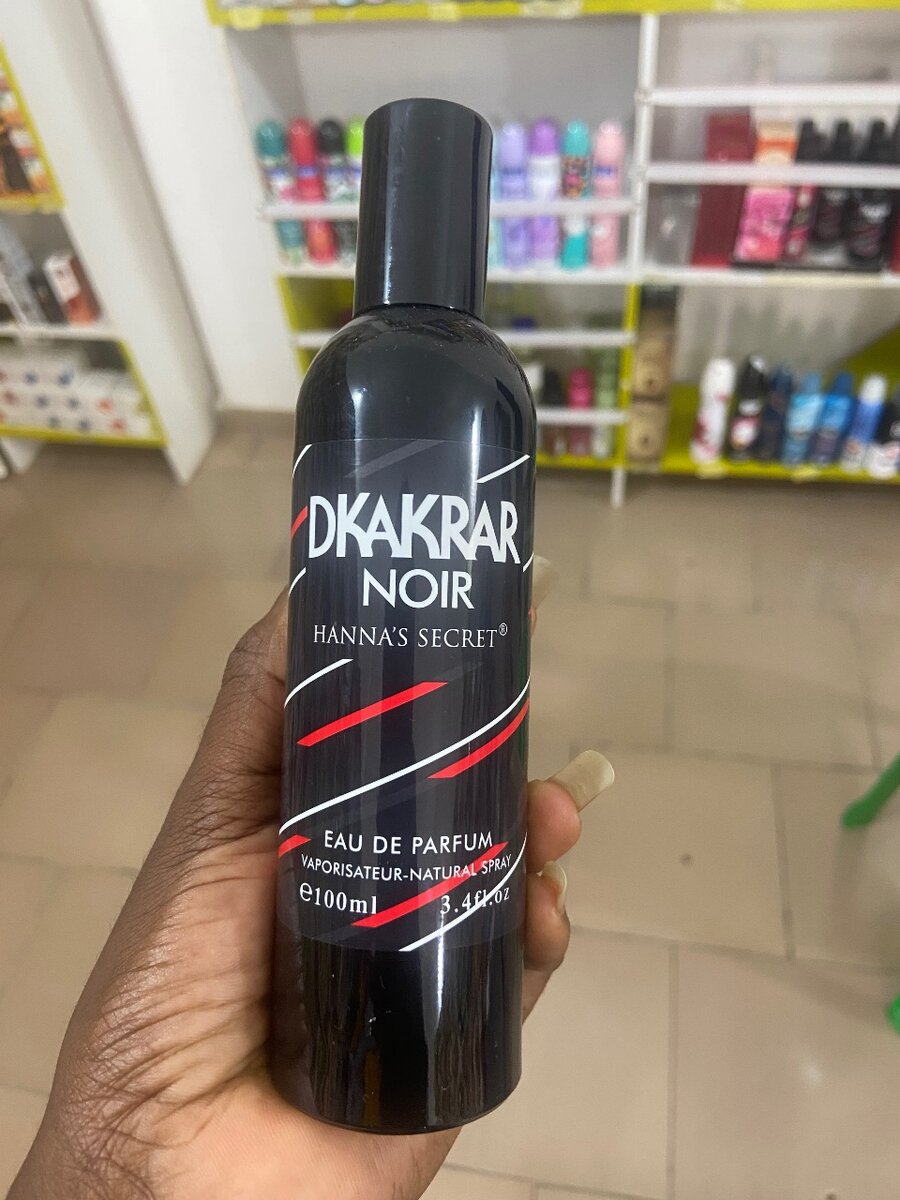 DKAKRAR
NOIR
HANNA'S SECRET®
EAU DE PARFUM
VAPORISATEUR-NATURAL SPRAY
℮100ml 3.4fl.oz